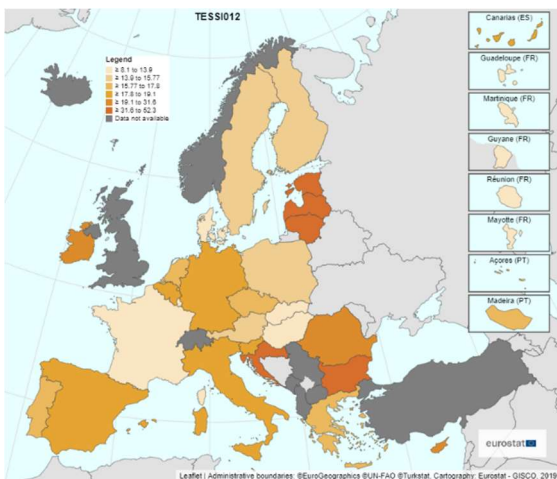 TESSI012
Legend
≥ 5.1 to 13.9
≥ 13.9 to 15.77
≥ 15.77 to 17.8
≥ 17.8 to 19.1
≥ 19.1 to 31.6
≥ 31.6 to 52.3
Data not available
Canarias (ES)
Guadeloupe (FR)
Martinique (FR)
Guyane (FR)
Réunion (FR)
Mayotte (FR)
Açores (PT)
Madeira (PT)
eurostat
Leaflet | Administrative boundaries: ©EuroGeographics ©UN-FAO ©Turkstat, Cartography: Eurostat - GISCO, 2019